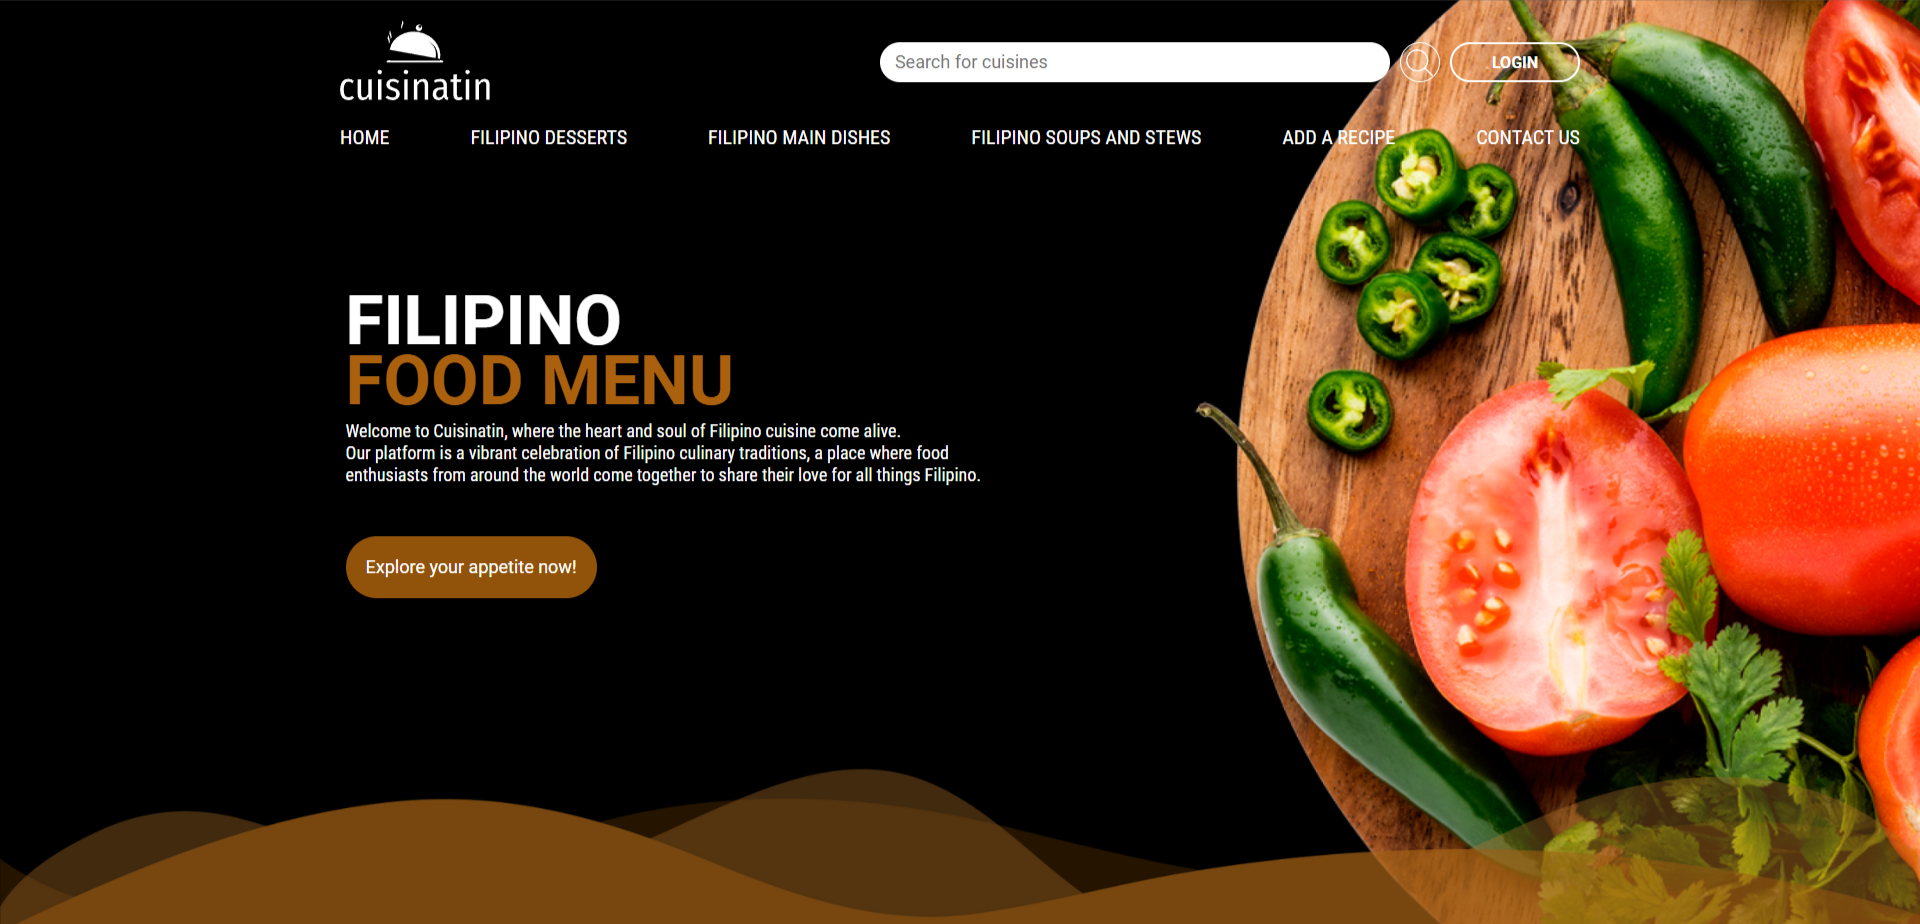 cuisinatin
Search for cuisines
LOGIN
HOME
FILIPINO DESSERTS
FILIPINO MAIN DISHES
FILIPINO SOUPS AND STEWS
ADD A RECIPE
CONTACT US
FILIPINO
FOOD MENU
Welcome to Cuisinatin, where the heart and soul of Filipino cuisine come alive.
Our platform is a vibrant celebration of Filipino culinary traditions, a place where food
enthusiasts from around the world come together to share their love for all things Filipino.
Explore your appetite now!